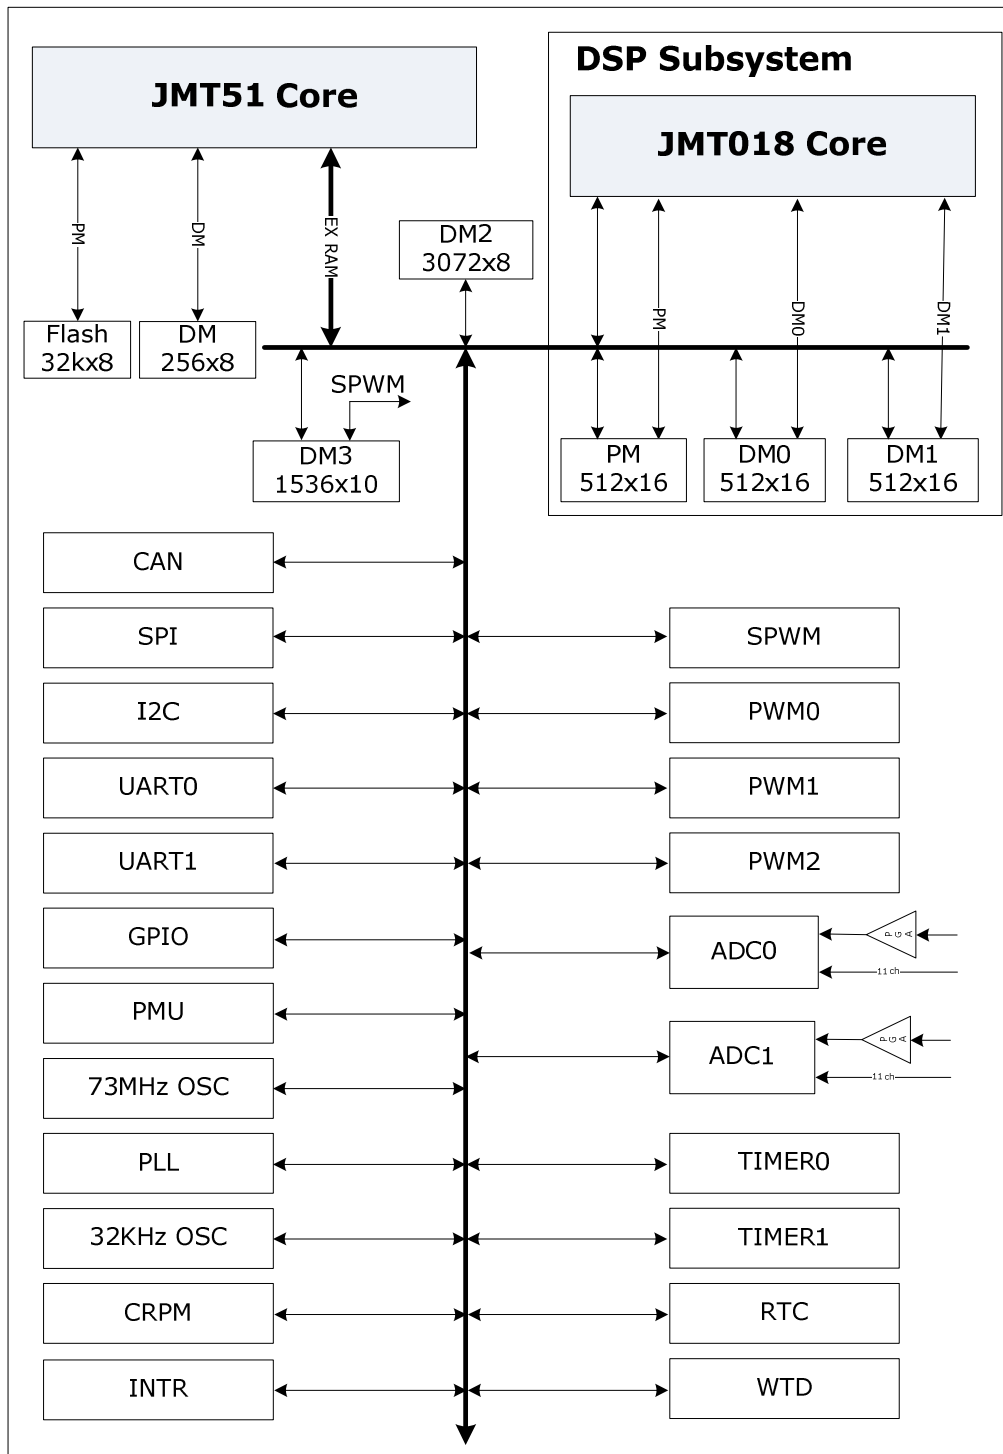 JMT51 Core
DSP Subsystem
JMT018 Core
PM
DM
EX RAM
DM2
3072x8
PM
DM0
DM1
Flash
32kx8
DM
256x8
SPWM
DM3
1536x10
PM
512x16
DM0
512x16
DM1
512x16
CAN
SPI
SPWM
I2C
PWM0
UART0
PWM1
UART1
PWM2
GPIO
ADC0
PGA
11 ch
PMU
ADC1
PGA
11 ch
73MHz OSC
PLL
TIMER0
32KHz OSC
TIMER1
CRPM
RTC
INTR
WTD